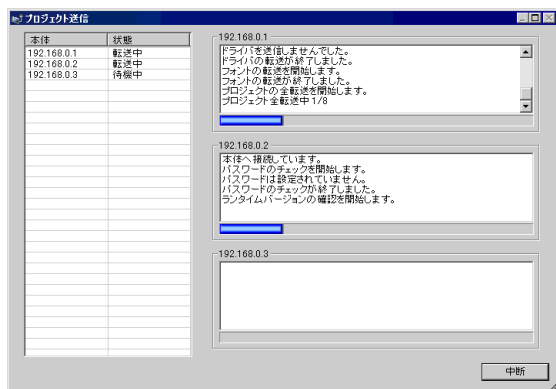 プロジェクト送信
本体 状態
192.168.0.1 転送中
192.168.0.2 転送中
192.168.0.3 待機中
192.168.0.1
ドライバを送信しませんでした。
ドライバの転送が終了しました。
フォントの転送を開始します。
フォントの転送が終了しました。
プロジェクトの全転送を開始します。
プロジェクト全転送中 1/8
192.168.0.2
本体へ接続しています。
パスワードのチェックを開始します。
パスワードは設定されていません。
パスワードのチェックが終了しました。
ランタイムバージョンの確認を開始します。
192.168.0.3
中断